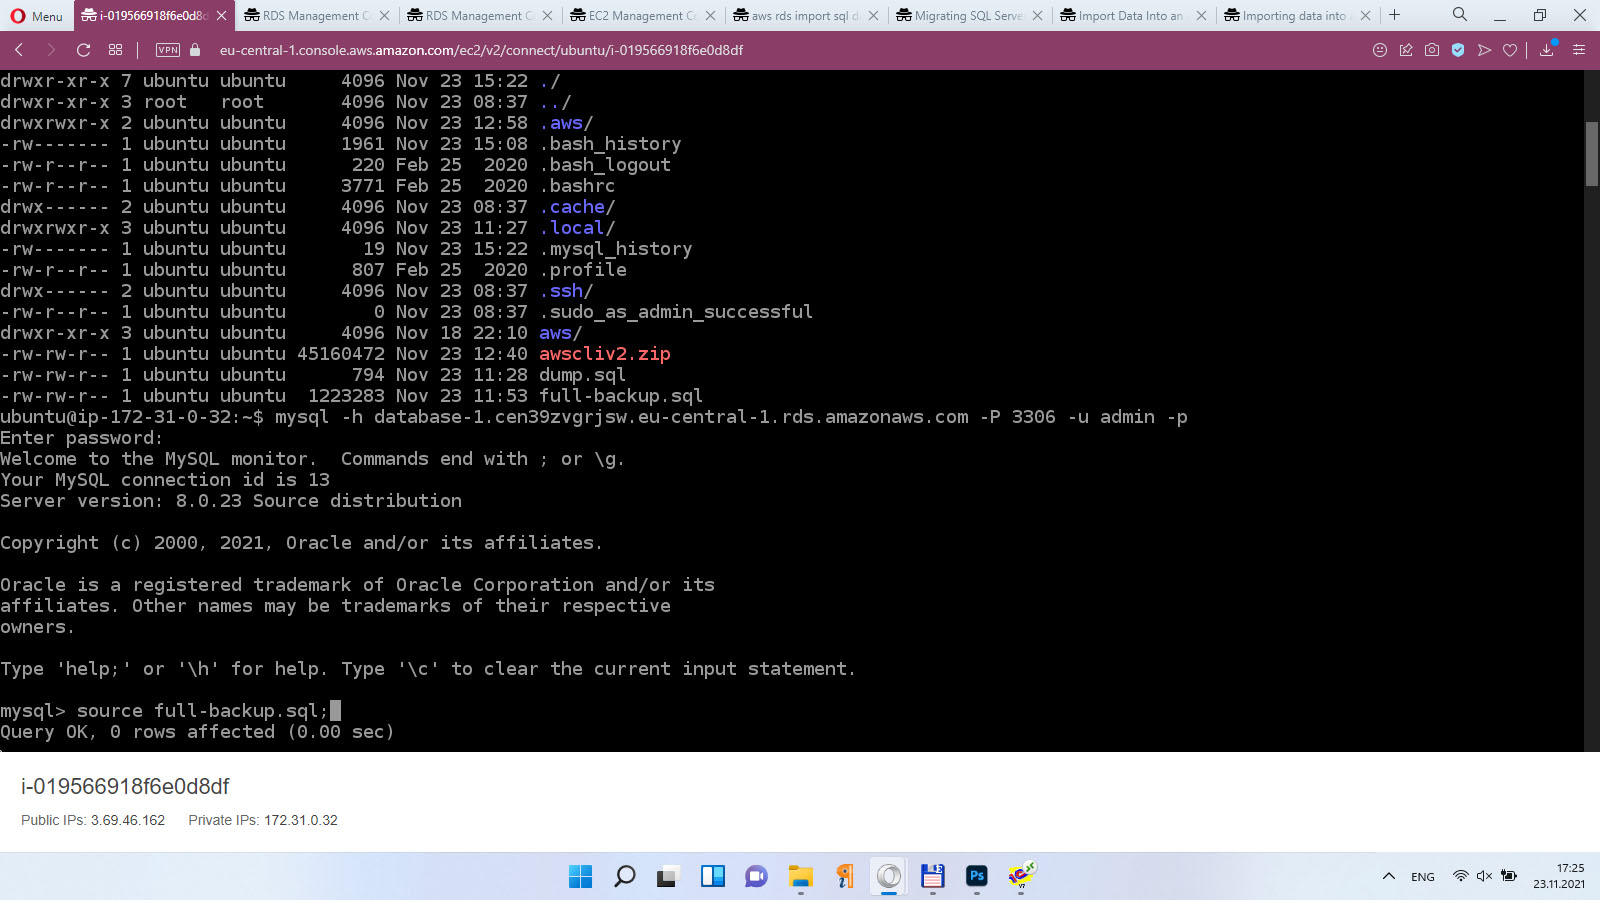 Menu
i-019566918f6e0d8d
RDS Management C
RDS Management C
EC2 Management C
aws rds import sql d
Migrating SQL Serve
Import Data Into an
Importing data into
VPN
eu-central-1.console.aws.amazon.com/ec2/v2/connect/ubuntu/i-019566918f6e0d8df
drwxr-xr-x 7 ubuntu ubuntu     4096 Nov 23 15:22 ./
drwxr-xr-x 3 root   root       4096 Nov 23 08:37 ../
drwxrwxr-x 2 ubuntu ubuntu     4096 Nov 23 12:58 .aws/
-rw------- 1 ubuntu ubuntu     1961 Nov 23 15:08 .bash_history
-rw-r--r-- 1 ubuntu ubuntu      220 Feb 25  2020 .bash_logout
-rw-r--r-- 1 ubuntu ubuntu     3771 Feb 25  2020 .bashrc
drwx------ 2 ubuntu ubuntu     4096 Nov 23 08:37 .cache/
drwxrwxr-x 3 ubuntu ubuntu     4096 Nov 23 11:27 .local/
-rw------- 1 ubuntu ubuntu       19 Nov 23 15:22 .mysql_history
-rw-r--r-- 1 ubuntu ubuntu      807 Feb 25  2020 .profile
drwx------ 2 ubuntu ubuntu     4096 Nov 23 08:37 .ssh/
-rw-r--r-- 1 ubuntu ubuntu        0 Nov 23 08:37 .sudo_as_admin_successful
drwxr-xr-x 3 ubuntu ubuntu     4096 Nov 18 22:10 aws/
-rw-rw-r-- 1 ubuntu ubuntu 45160472 Nov 23 12:40 awscliv2.zip
-rw-rw-r-- 1 ubuntu ubuntu      794 Nov 23 11:28 dump.sql
-rw-rw-r-- 1 ubuntu ubuntu  1223283 Nov 23 11:53 full-backup.sql
ubuntu@ip-172-31-0-32:~$ mysql -h database-1.cen39zvgrjsw.eu-central-1.rds.amazonaws.com -P 3306 -u admin -p
Enter password:
Welcome to the MySQL monitor.  Commands end with ; or \g.
Your MySQL connection id is 13
Server version: 8.0.23 Source distribution
Copyright (c) 2000, 2021, Oracle and/or its affiliates.
Oracle is a registered trademark of Oracle Corporation and/or its
affiliates. Other names may be trademarks of their respective
owners.
Type 'help;' or '\h' for help. Type '\c' to clear the current input statement.
mysql> source full-backup.sql;
Query OK, 0 rows affected (0.00 sec)
i-019566918f6e0d8df
Public IPs: 3.69.46.162 Private IPs: 172.31.0.32
Ps
V7
ENG
17:25
23.11.2021